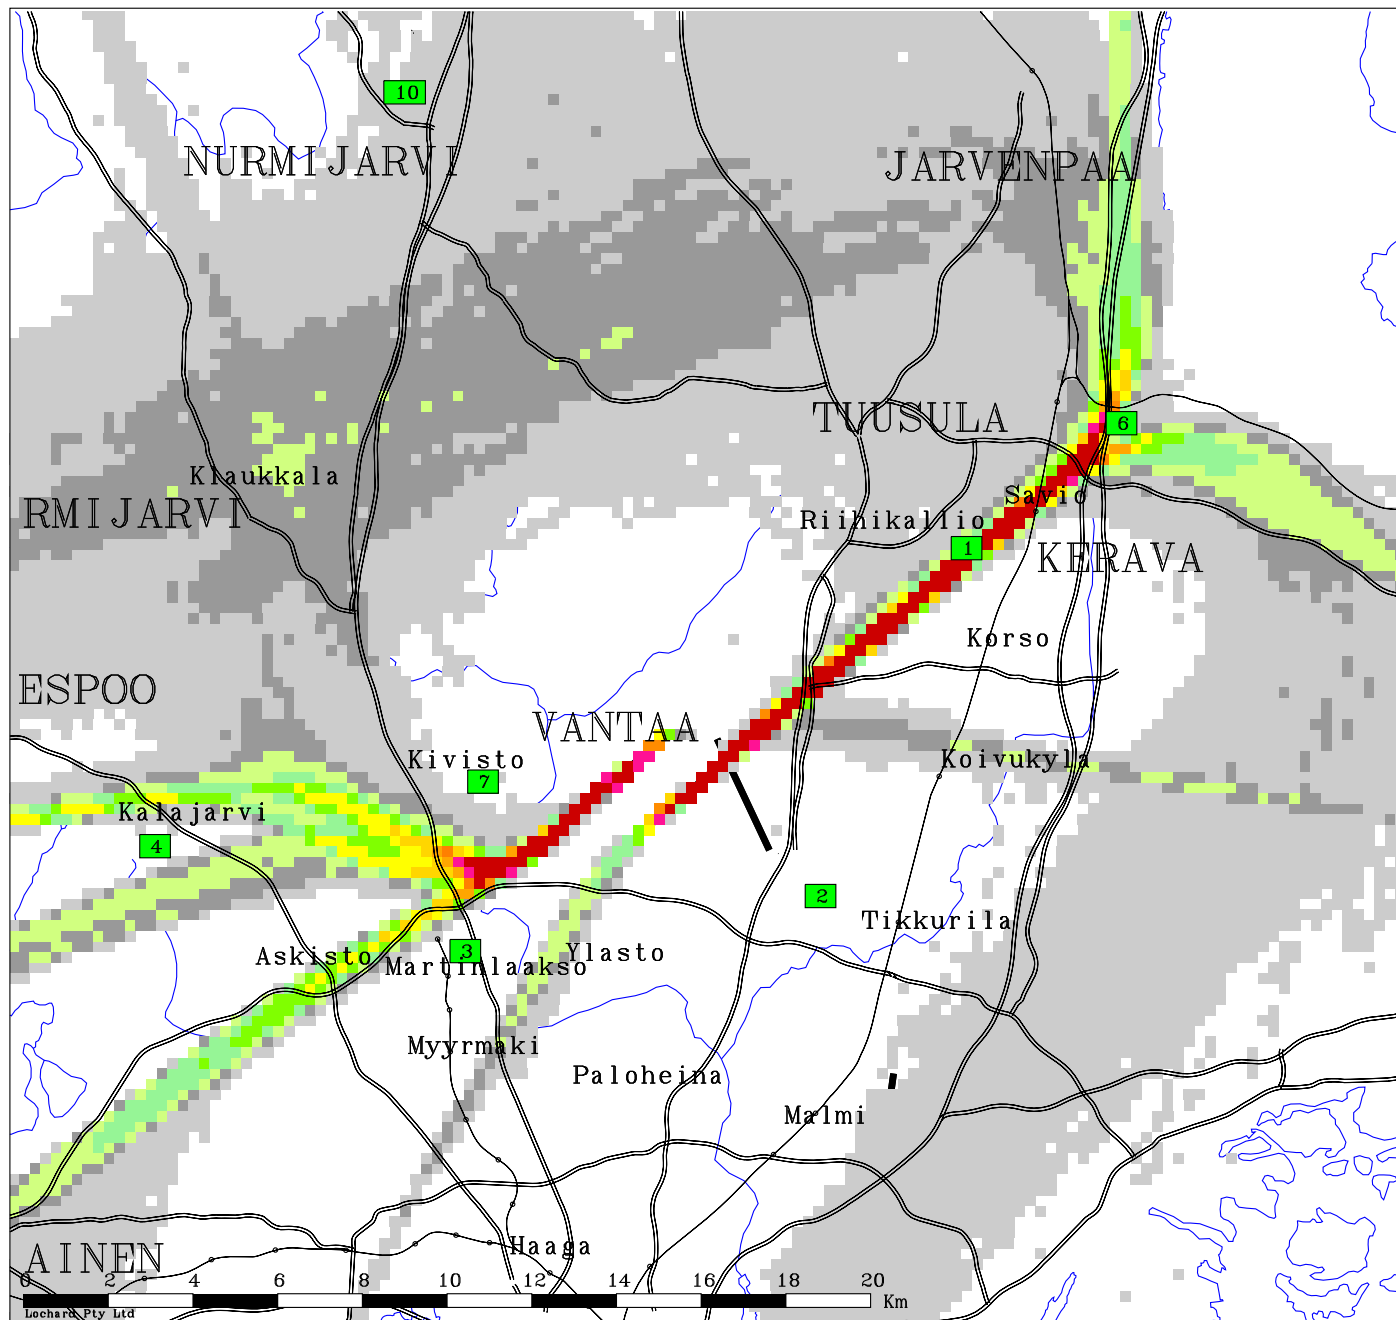 10
NURMIJARVI
JARVENPAA
TUUSULA
6
Klaukkala
Savio
RMIJARVI
Riihikallio
1
KERAVA
Korso
ESPOO
VANTAA
Kivisto
Koivukyla
7
Kalajarvi
4
2
Tikkurila
3
Askisto
Martinlaakso
Ylasto
Myyrmaki
Paloheina
Malmi
Haaga
AINEN
0 2 4 6 8 10 12 14 16 18 20
Km
Lochard Pty Ltd